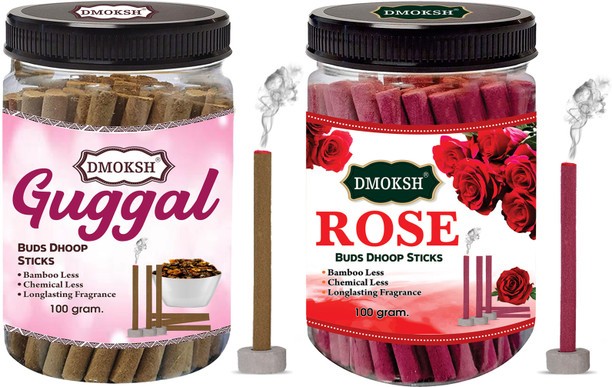 DMOKSH®
DMOKSH®
Guggal
BUDS DHOOP
STICKS
• Bamboo Less
• Chemical Less
• Longlasting Fragrance
100 gram.
DMOKSH®
DMOKSH®
ROSE
BUDS DHOOP STICKS
• Bamboo Less
• Chemical Less
• Longlasting Fragrance
100 gram.